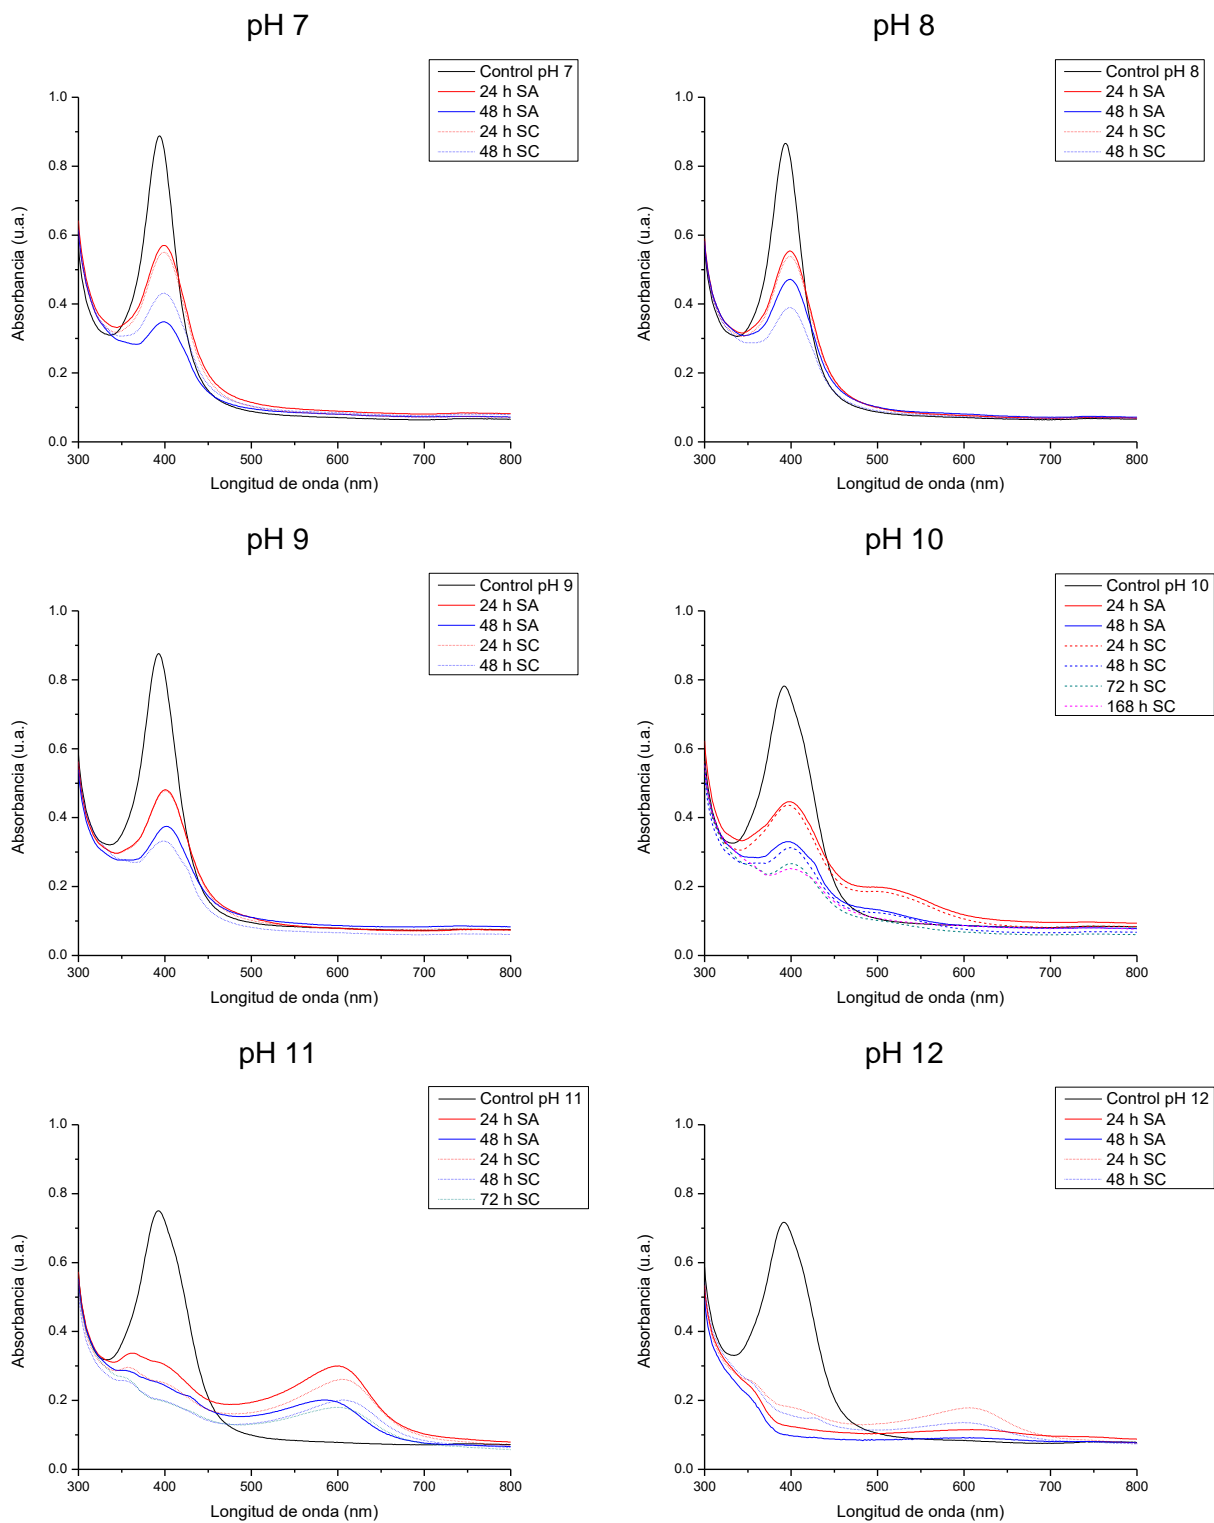 pH 7
Control pH 7
24 h SA
48 h SA
24 h SC
48 h SC
1.0
0.8
0.6
0.4
0.2
0.0
Absorbancia (u.a.)
300 400 500 600 700 800
Longitud de onda (nm)
pH 8
Control pH 8
24 h SA
48 h SA
24 h SC
48 h SC
1.0
0.8
0.6
0.4
0.2
0.0
Absorbancia (u.a.)
300 400 500 600 700 800
Longitud de onda (nm)
pH 9
Control pH 9
24 h SA
48 h SA
24 h SC
48 h SC
1.0
0.8
0.6
0.4
0.2
0.0
Absorbancia (u.a.)
300 400 500 600 700 800
Longitud de onda (nm)
pH 10
Control pH 10
24 h SA
48 h SA
24 h SC
48 h SC
72 h SC
168 h SC
1.0
0.8
0.6
0.4
0.2
0.0
Absorbancia (u.a.)
300 400 500 600 700 800
Longitud de onda (nm)
pH 11
Control pH 11
24 h SA
48 h SA
24 h SC
48 h SC
72 h SC
1.0
0.8
0.6
0.4
0.2
0.0
Absorbancia (u.a.)
300 400 500 600 700 800
Longitud de onda (nm)
pH 12
Control pH 12
24 h SA
48 h SA
24 h SC
48 h SC
1.0
0.8
0.6
0.4
0.2
0.0
Absorbancia (u.a.)
300 400 500 600 700 800
Longitud de onda (nm)